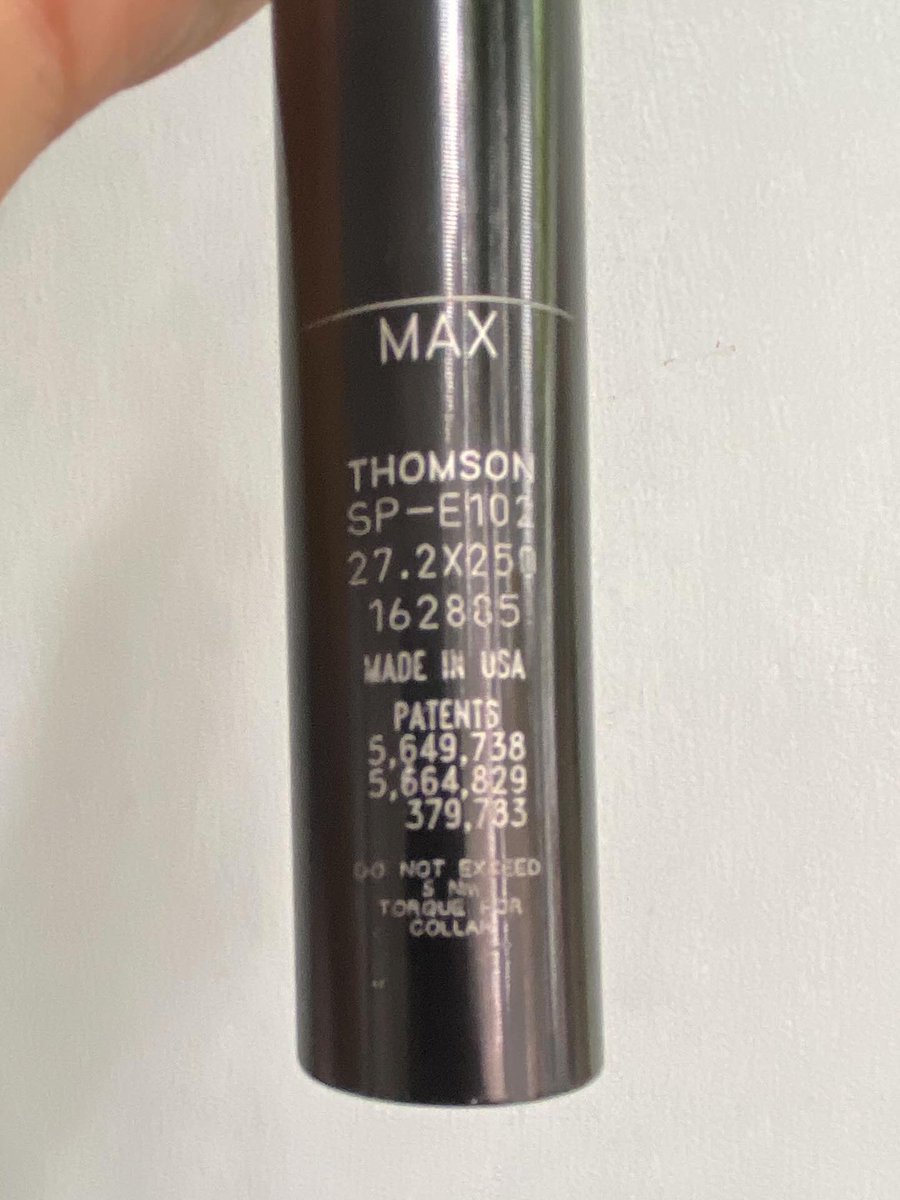 MAX
THOMSON
SP-E102
27.2X250
162885
MADE IN USA
PATENTS
5,649,738
5,664,829
379,783
DO NOT EXCEED
5 NM
TORQUE FOR
COLLAR